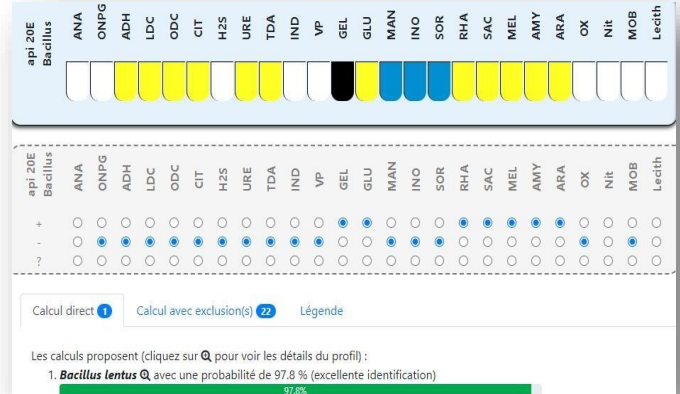 api 20E
Bacillus
ANA ONPG ADH LDC ODC CIT H2S URE TDA IND VP GEL GLU MAN INO SOR RHA SAC MEL AMY ARA OX Nit MOB Lecith
api 20E
Bacillus
ANA ONPG ADH LDC ODC CIT H2S URE TDA IND VP GEL GLU MAN INO SOR RHA SAC MEL AMY ARA OX Nit MOB Lecith
+
-
?
Calcul direct 1 Calcul avec exclusion(s) 22 Légende
Les calculs proposent (cliquez sur pour voir les détails du profil) :
1. Bacillus lentus avec une probabilité de 97.8 % (excellente identification)
97.8%